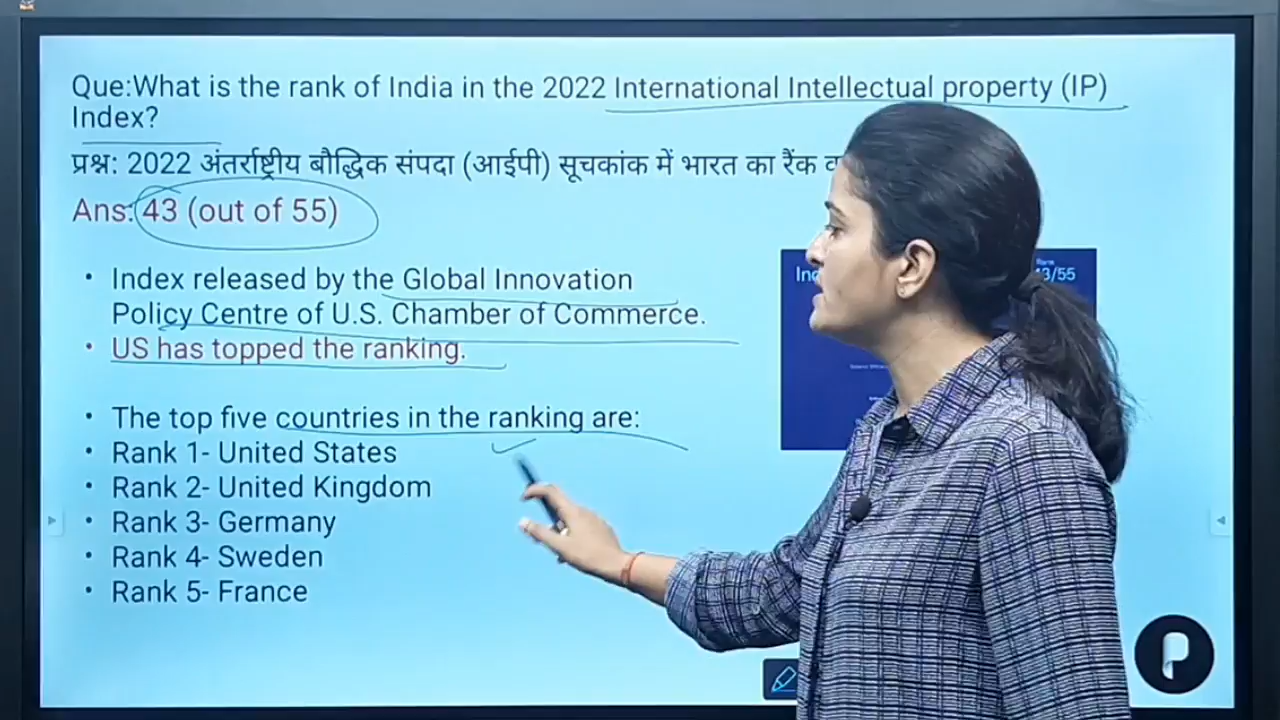 Que:What is the rank of India in the 2022 International Intellectual property (IP)
Index?
प्रश्न: 2022 अंतर्राष्ट्रीय बौद्धिक संपदा (आईपी) सूचकांक में भारत का रैंक
Ans: 43 (out of 55)
• Index released by the Global Innovation
Policy Centre of U.S. Chamber of Commerce.
• US has topped the ranking.
• The top five countries in the ranking are:
• Rank 1- United States
• Rank 2- United Kingdom
• Rank 3- Germany
• Rank 4- Sweden
• Rank 5- France
Rank
43/55